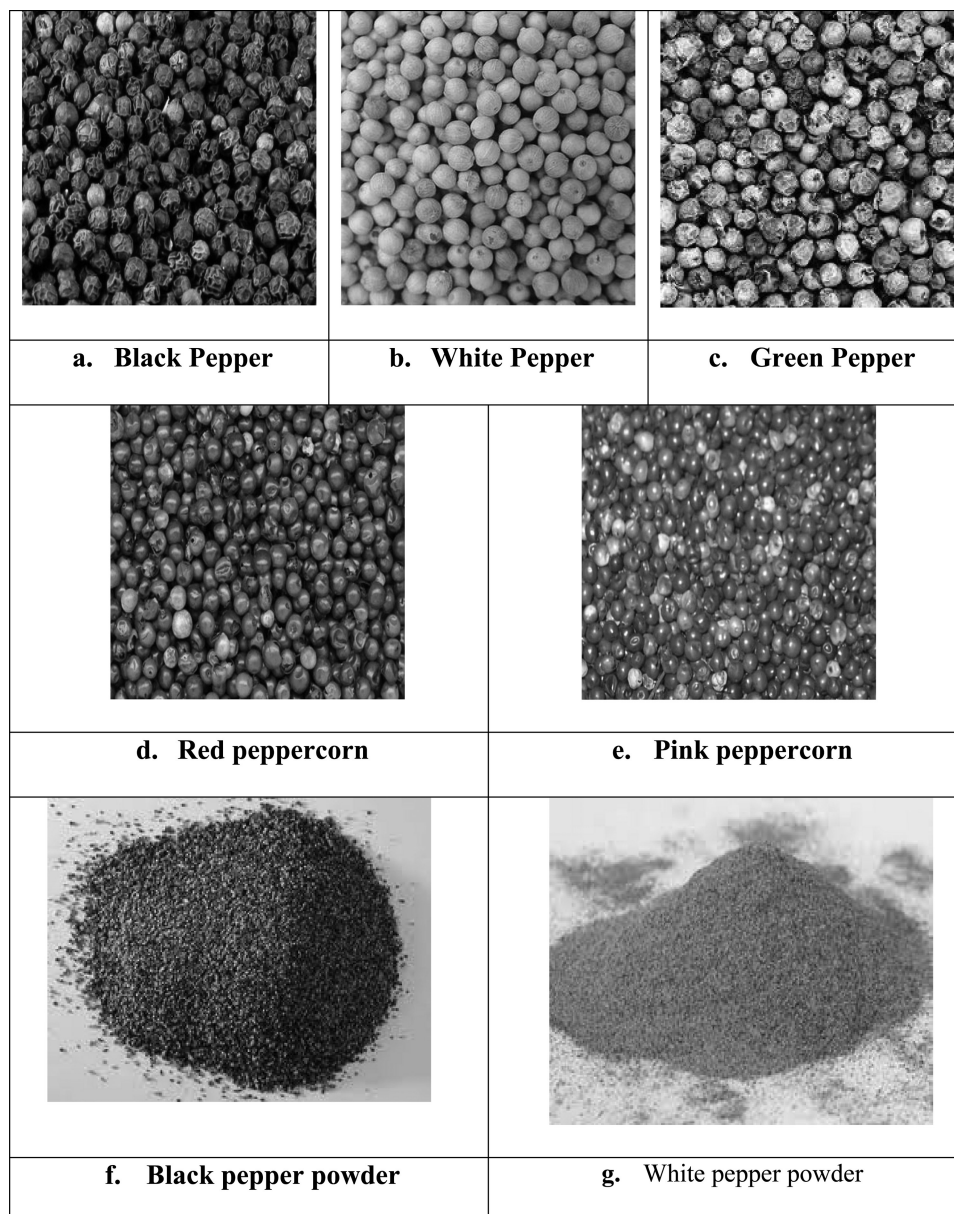 a. Black Pepper
b. White Pepper
c. Green Pepper
d. Red peppercorn
e. Pink peppercorn
f. Black pepper powder
g. White pepper powder